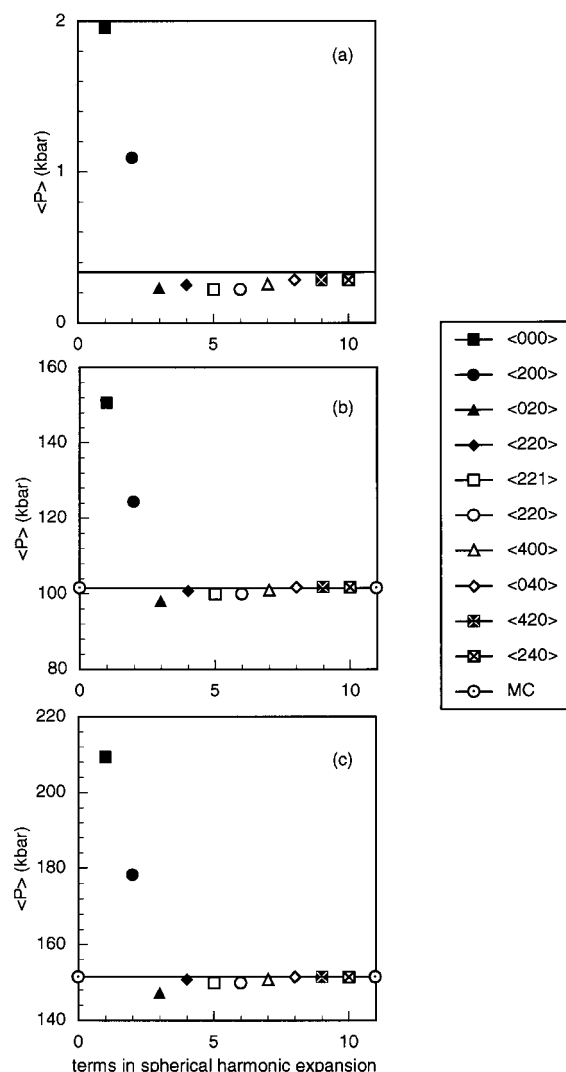 2
(a)
<P> (kbar)
1
0
0 5 10
160
(b)
140
<P> (kbar)
120
100
80
0 5 10
220
(c)
200
<P> (kbar)
180
160
140
0 5 10
terms in spherical harmonic expansion
<000>
<200>
<020>
<220>
<221>
<220>
<400>
<040>
<420>
<240>
MC